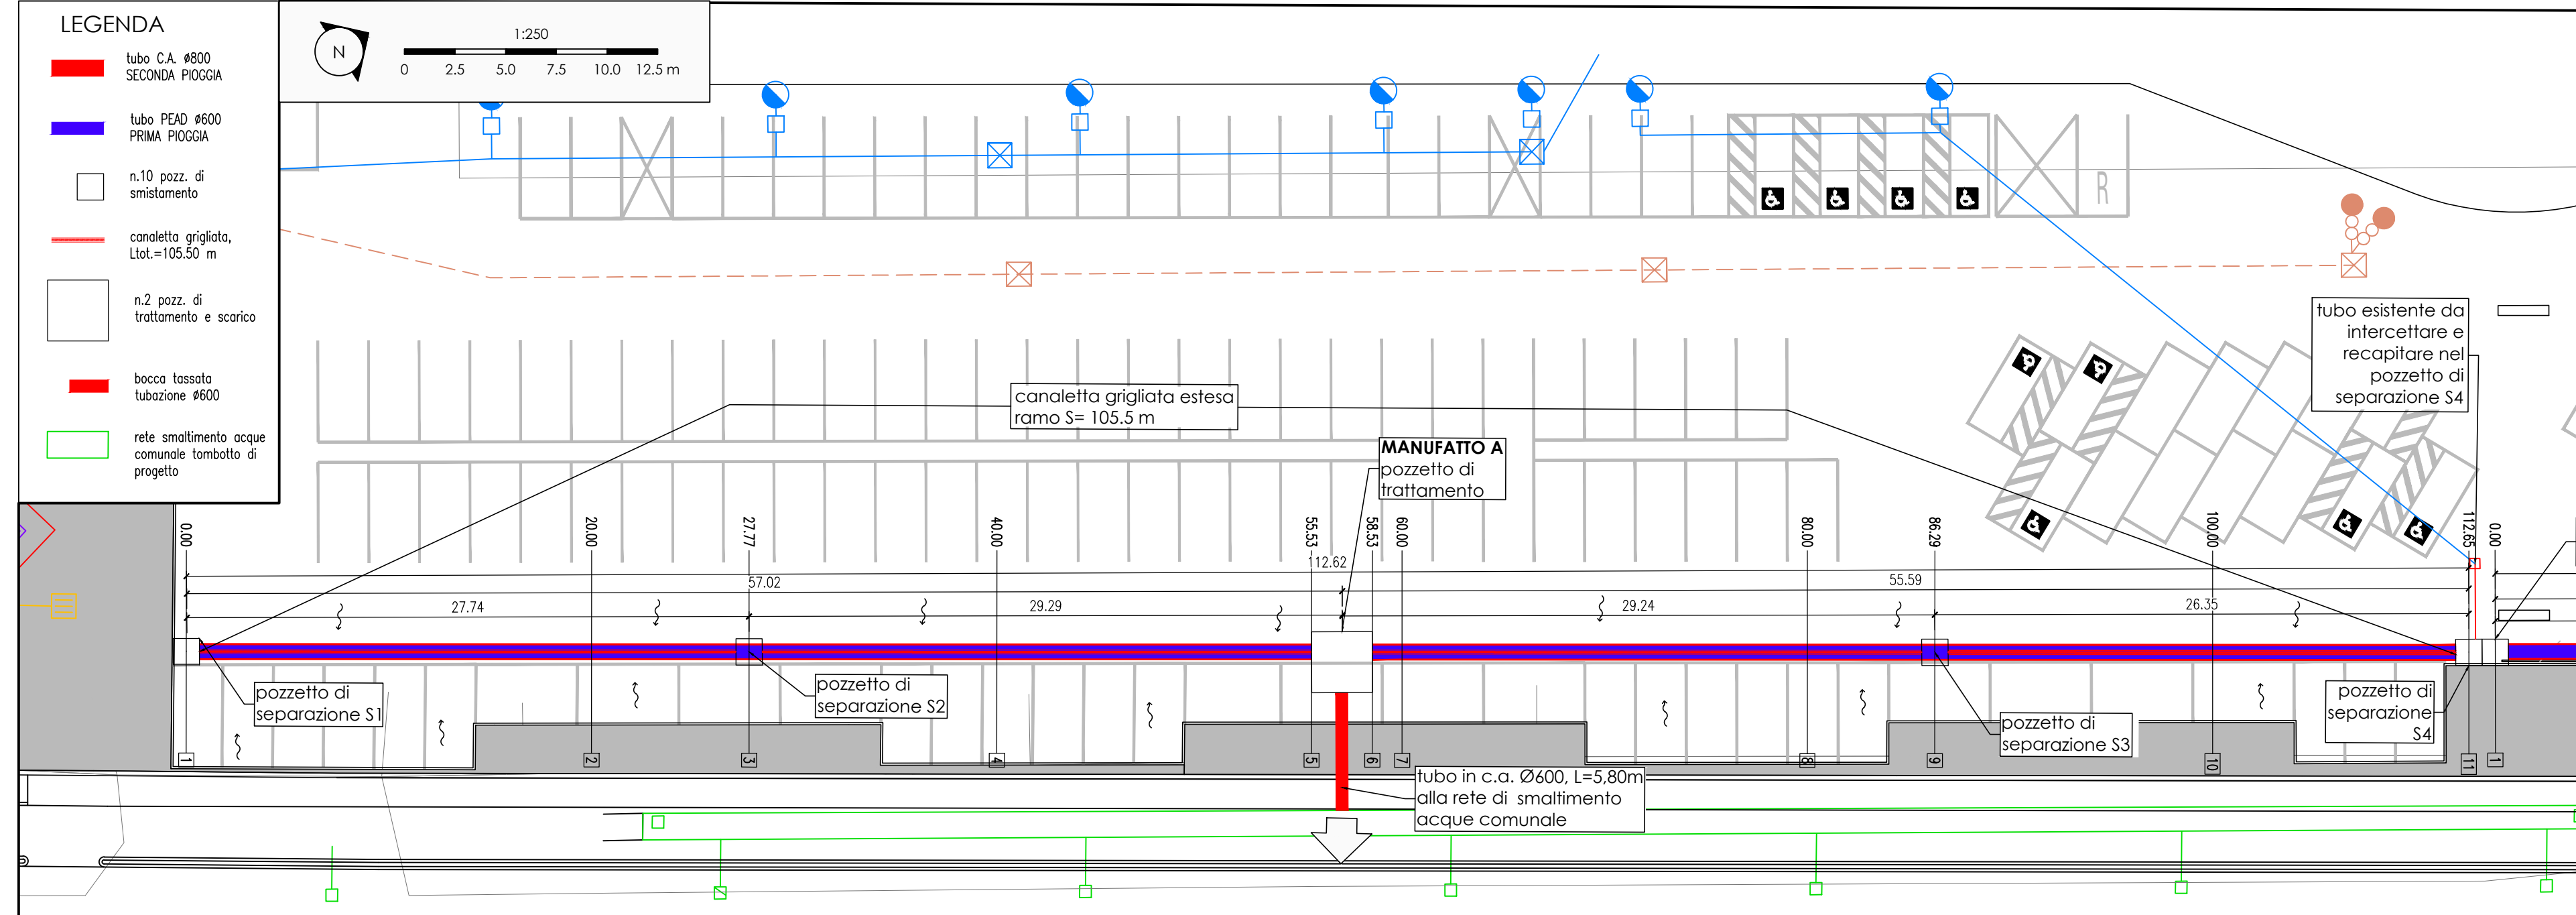 LEGENDA
tubo C.A. Ø800
SECONDA PIOGGIA
tubo PEAD Ø600
PRIMA PIOGGIA
n.10 pozz. di
smistamento
canaletta grigliata,
Ltot.=105.50 m
n.2 pozz. di
trattamento e scarico
bocca tassata
tubazione Ø600
rete smaltimento acque
comunale tombotto di
progetto
N
1:250
0 2.5 5.0 7.5 10.0 12.5 m
R
tubo esistente da
intercettare e
recapitare nel
pozzetto di
separazione S4
canaletta grigliata estesa
ramo S= 105.5 m
MANUFATTO A
pozzetto di
trattamento
0.00 20.00 27.77 40.00 55.53 58.53 60.00 80.00 86.29 100.00 112.65 0.00
112.62
57.02 55.59
27.74 29.29 29.24 26.35
pozzetto di
separazione S1
pozzetto di
separazione S2
pozzetto di
separazione S3
pozzetto di
separazione
S4
1 2 3 4 5 6 7 8 9 10 11 1
tubo in c.a. Ø600, L=5,80m
alla rete di smaltimento
acque comunale